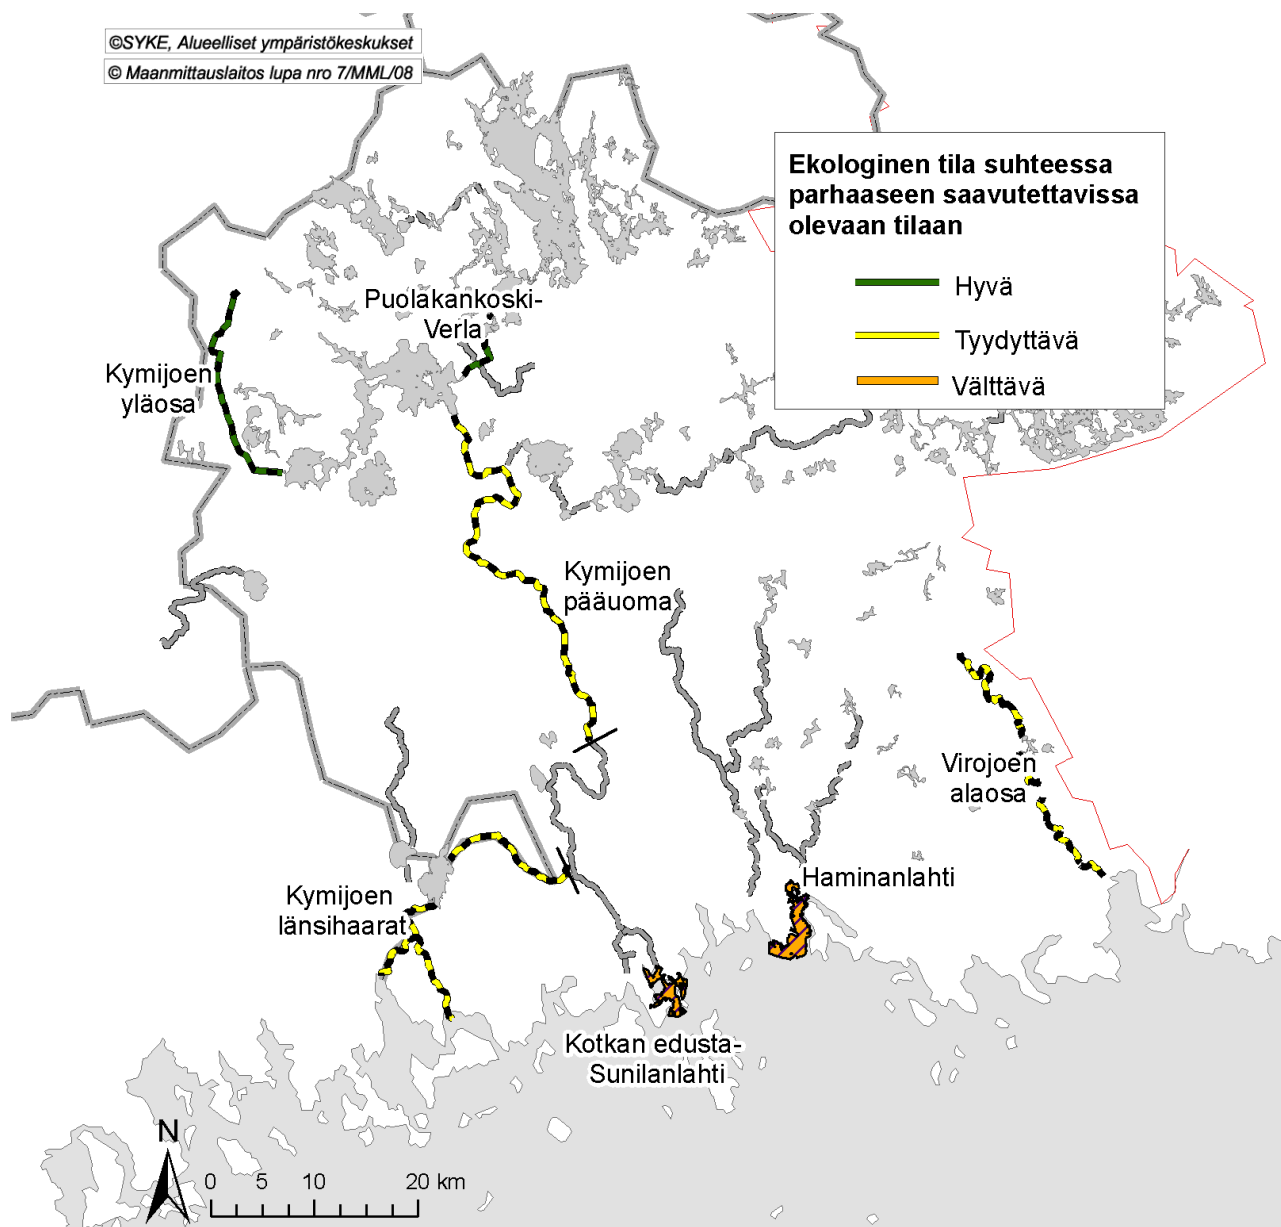 ©SYKE, Alueelliset ympäristökeskukset
© Maanmittauslaitos lupa nro 7/MML/08
Ekologinen tila suhteessa
parhaaseen saavutettavissa
olevaan tilaan
Hyvä
Tyydyttävä
Välttävä
Puolakankoski-
Verla
Kymijoen
yläosa
Kymijoen
pääuoma
Virojoen
alaosa
Haminanlahti
Kymijoen
länsihaarat
Kotkan edusta-
Sunilanlahti
N
0 5 10 20 km